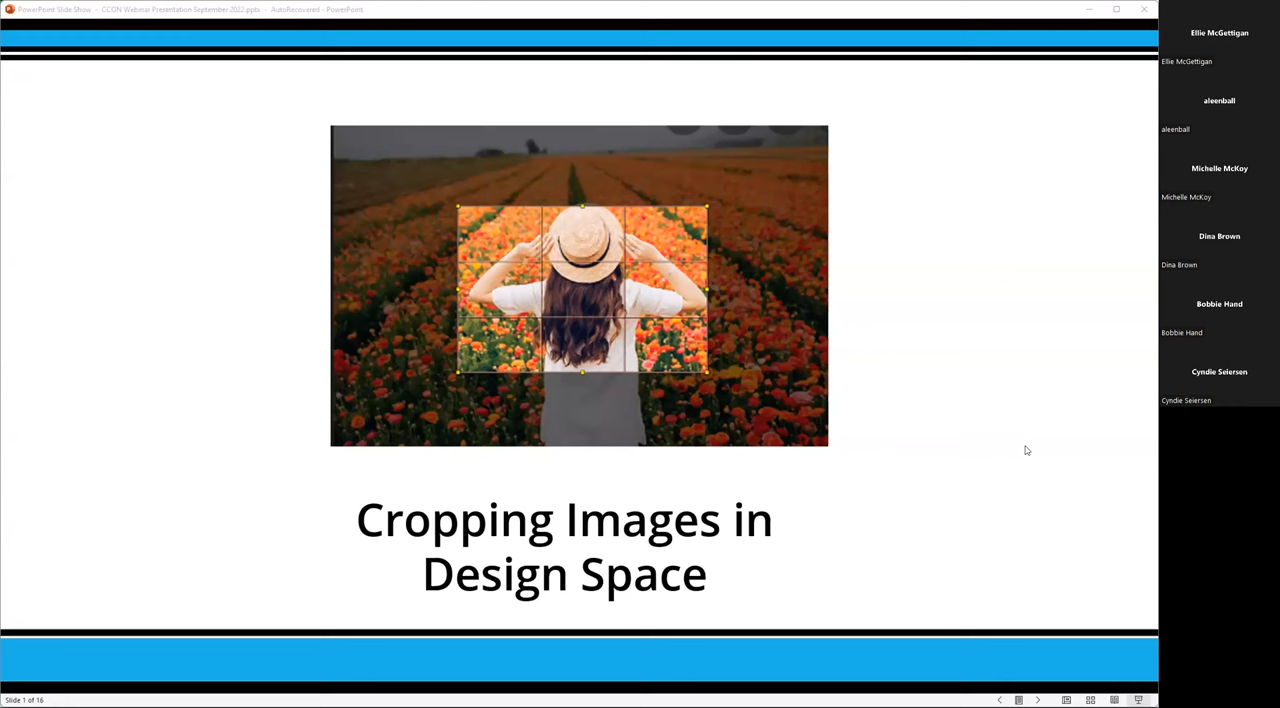 PowerPoint Slide Show - CCON Webinar Presentation September 2022.pptx - AutoRecovered - PowerPoint
Cropping Images in
Design Space
Slide 1 of 16
Ellie McGettigan
Ellie McGettigan
aleenball
aleenball
Michelle McKoy
Michelle McKoy
Dina Brown
Dina Brown
Bobbie Hand
Bobbie Hand
Cyndie Seiersen
Cyndie Seiersen